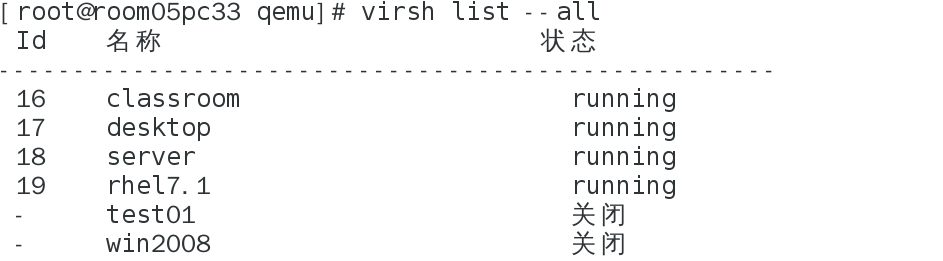 [root@room05pc33 qemu]# virsh list --all
Id 名称 状态
----------------------------------------------------
16 classroom running
17 desktop running
18 server running
19 rhel7.1 running
- test01 关闭
- win2008 关闭